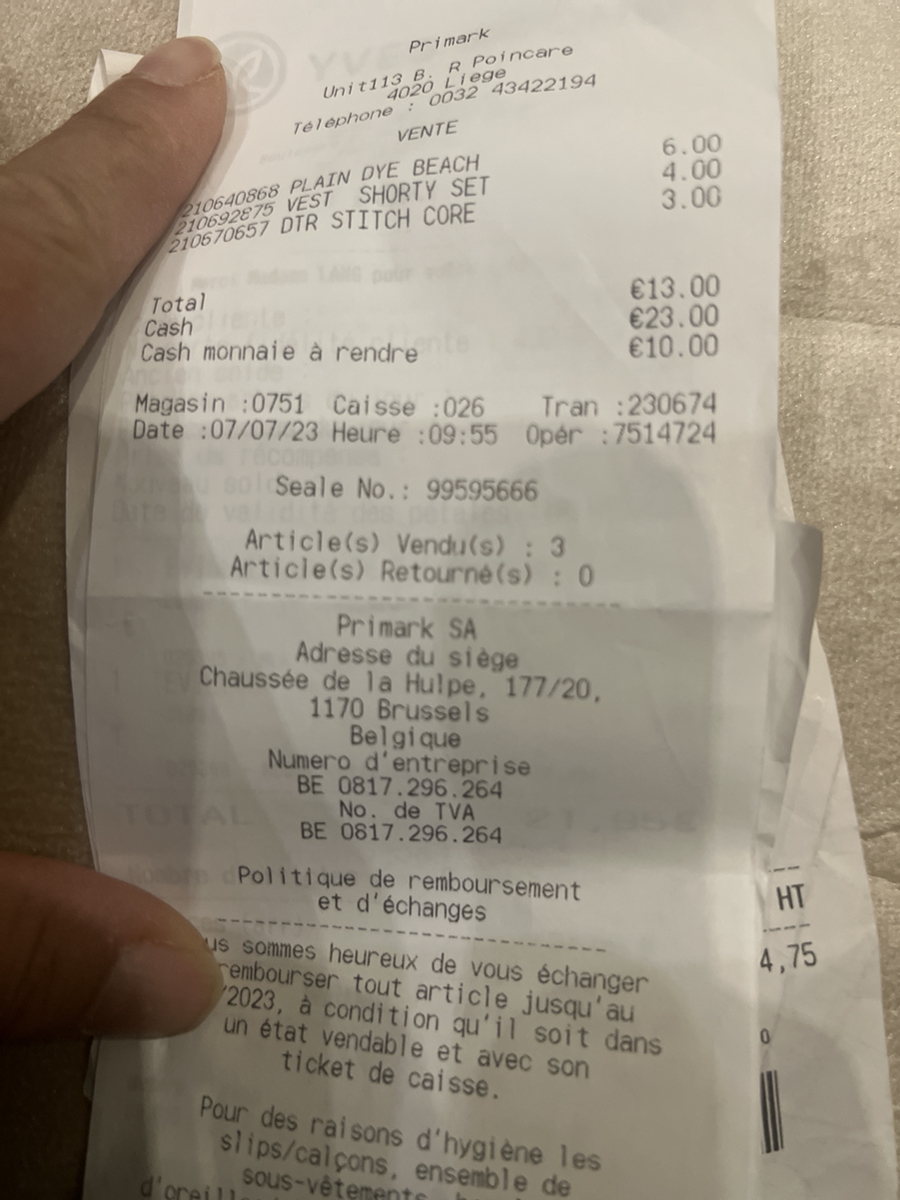 Primark
Unit113 B. R Poincare
4020 Liege
Téléphone : 0032 43422194
VENTE
210640868 PLAIN DYE BEACH 6.00
210692875 VEST SHORTY SET 4.00
210670657 DTR STITCH CORE 3.00
Total €13.00
Cash €23.00
Cash monnaie à rendre €10.00
Magasin :0751 Caisse :026 Tran :230674
Date :07/07/23 Heure :09:55 Opér :7514724
Seale No.: 99595666
Article(s) Vendu(s) : 3
Article(s) Retourné(s) : 0
Primark SA
Adresse du siège
Chaussée de la Hulpe, 177/20,
1170 Brussels
Belgique
Numero d'entreprise
BE 0817.296.264
No. de TVA
BE 0817.296.264
Politique de remboursement
et d'échanges
us sommes heureux de vous échanger
rembourser tout article jusqu'au
/2023, à condition qu'il soit dans
un état vendable et avec son
ticket de caisse.
Pour des raisons d'hygiène les
slips/calçons, ensemble de
sous-vêtements,
HT
4,75
0